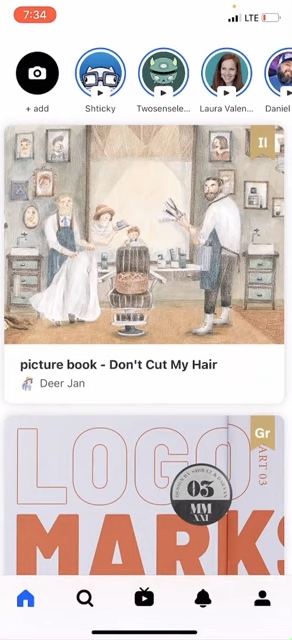 7:34
LTE
+ add
Shticky
Twosensele...
Laura Valen...
Daniel
Il
picture book - Don't Cut My Hair
Deer Jan
Gr
LOGO
ART 03
03
MM
XXI
MARKS